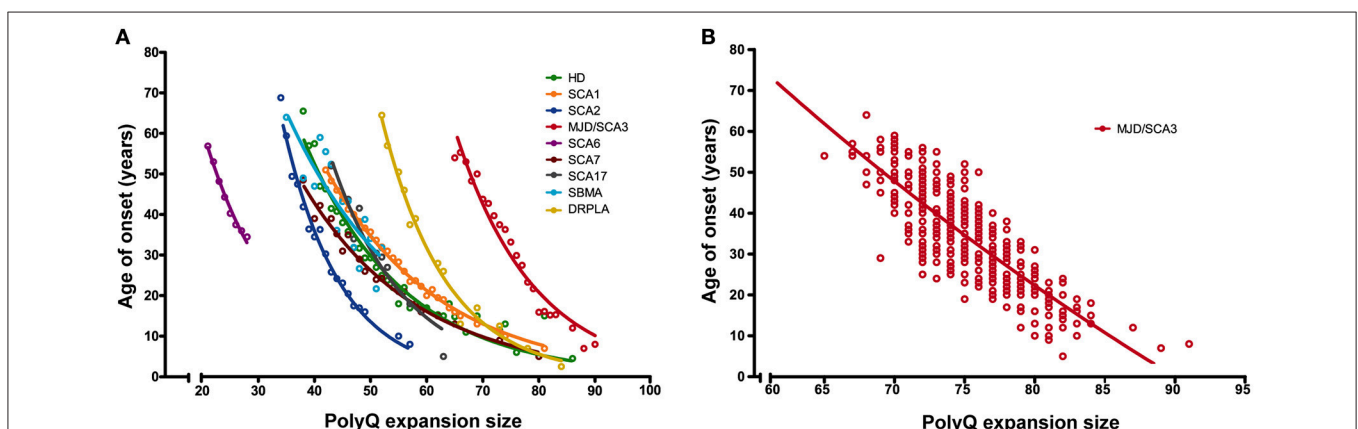 A
80
70
60
50
40
30
20
10
0
Age of onset (years)
20 30 40 50 60 70 80 90 100
PolyQ expansion size
HD
SCA1
SCA2
MJD/SCA3
SCA6
SCA7
SCA17
SBMA
DRPLA
B
80
70
60
50
40
30
20
10
0
Age of onset (years)
60 65 70 75 80 85 90 95
PolyQ expansion size
MJD/SCA3